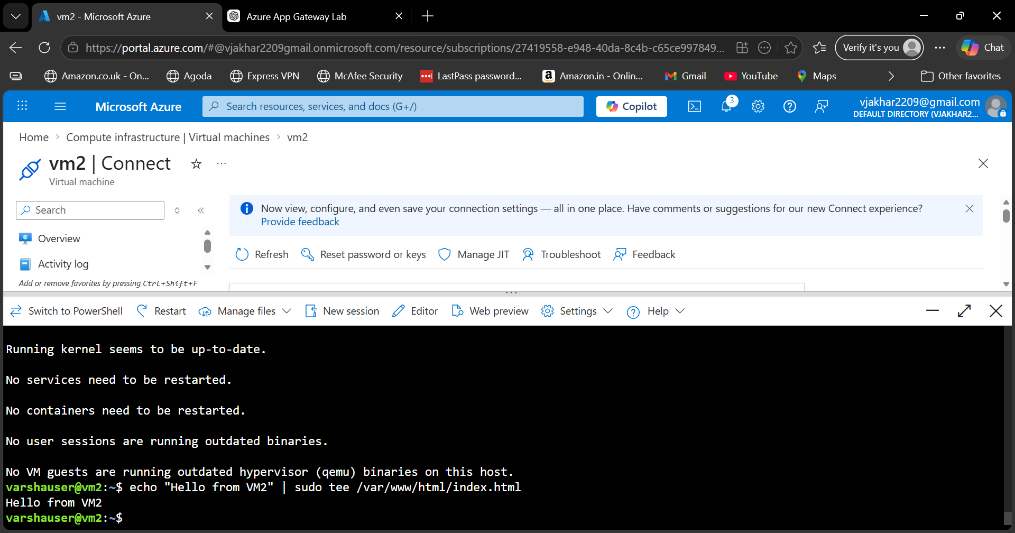 vm2 - Microsoft Azure
Azure App Gateway Lab
https://portal.azure.com/#@vjakhar2209gmail.onmicrosoft.com/resource/subscriptions/27419558-e948-40da-8c4b-c65ce997849...
Verify it's you
Chat
Amazon.co.uk - On...
Agoda
Express VPN
McAfee Security
LastPass password...
Amazon.in - Onlin...
Gmail
YouTube
Maps
Other favorites
Microsoft Azure
Search resources, services, and docs (G+/)
Copilot
3
vjakhar2209@gmail.com
DEFAULT DIRECTORY (VJAKHAR2...
Home > Compute infrastructure | Virtual machines > vm2
vm2 | Connect
Virtual machine
Search
Overview
Activity log
Add or remove favorites by pressing Ctrl+Shift+F
Now view, configure, and even save your connection settings — all in one place. Have comments or suggestions for our new Connect experience?
Provide feedback
Refresh
Reset password or keys
Manage JIT
Troubleshoot
Feedback
Switch to PowerShell
Restart
Manage files
New session
Editor
Web preview
Settings
Help
Running kernel seems to be up-to-date.
No services need to be restarted.
No containers need to be restarted.
No user sessions are running outdated binaries.
No VM guests are running outdated hypervisor (qemu) binaries on this host.
varshauser@vm2:~$ echo "Hello from VM2" | sudo tee /var/www/html/index.html
Hello from VM2
varshauser@vm2:~$